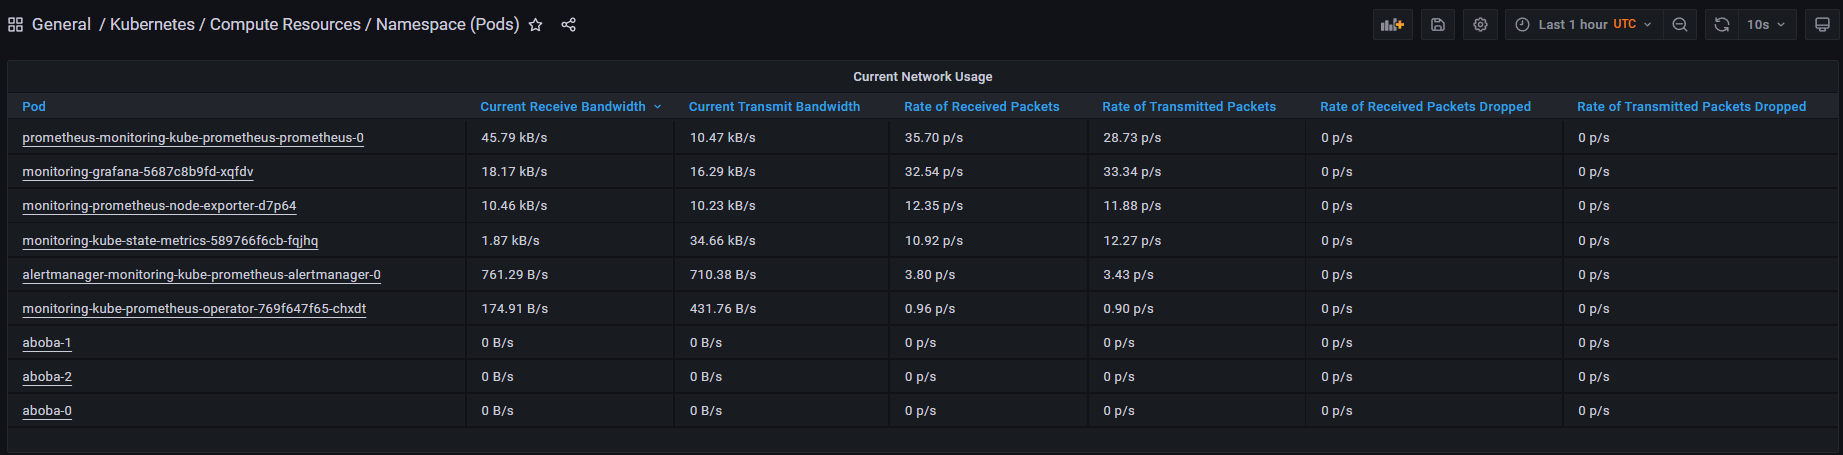 General / Kubernetes / Compute Resources / Namespace (Pods) Last 1 hour UTC 10s
Current Network Usage
Pod Current Receive Bandwidth Current Transmit Bandwidth Rate of Received Packets Rate of Transmitted Packets Rate of Received Packets Dropped Rate of Transmitted Packets Dropped
prometheus-monitoring-kube-prometheus-prometheus-0 45.79 kB/s 10.47 kB/s 35.70 p/s 28.73 p/s 0 p/s 0 p/s
monitoring-grafana-5687c8b9fd-xqfdv 18.17 kB/s 16.29 kB/s 32.54 p/s 33.34 p/s 0 p/s 0 p/s
monitoring-prometheus-node-exporter-d7p64 10.46 kB/s 10.23 kB/s 12.35 p/s 11.88 p/s 0 p/s 0 p/s
monitoring-kube-state-metrics-589766f6cb-fqjhq 1.87 kB/s 34.66 kB/s 10.92 p/s 12.27 p/s 0 p/s 0 p/s
alertmanager-monitoring-kube-prometheus-alertmanager-0 761.29 B/s 710.38 B/s 3.80 p/s 3.43 p/s 0 p/s 0 p/s
monitoring-kube-prometheus-operator-769f647f65-chxdt 174.91 B/s 431.76 B/s 0.96 p/s 0.90 p/s 0 p/s 0 p/s
aboba-1 0 B/s 0 B/s 0 p/s 0 p/s 0 p/s 0 p/s
aboba-2 0 B/s 0 B/s 0 p/s 0 p/s 0 p/s 0 p/s
aboba-0 0 B/s 0 B/s 0 p/s 0 p/s 0 p/s 0 p/s